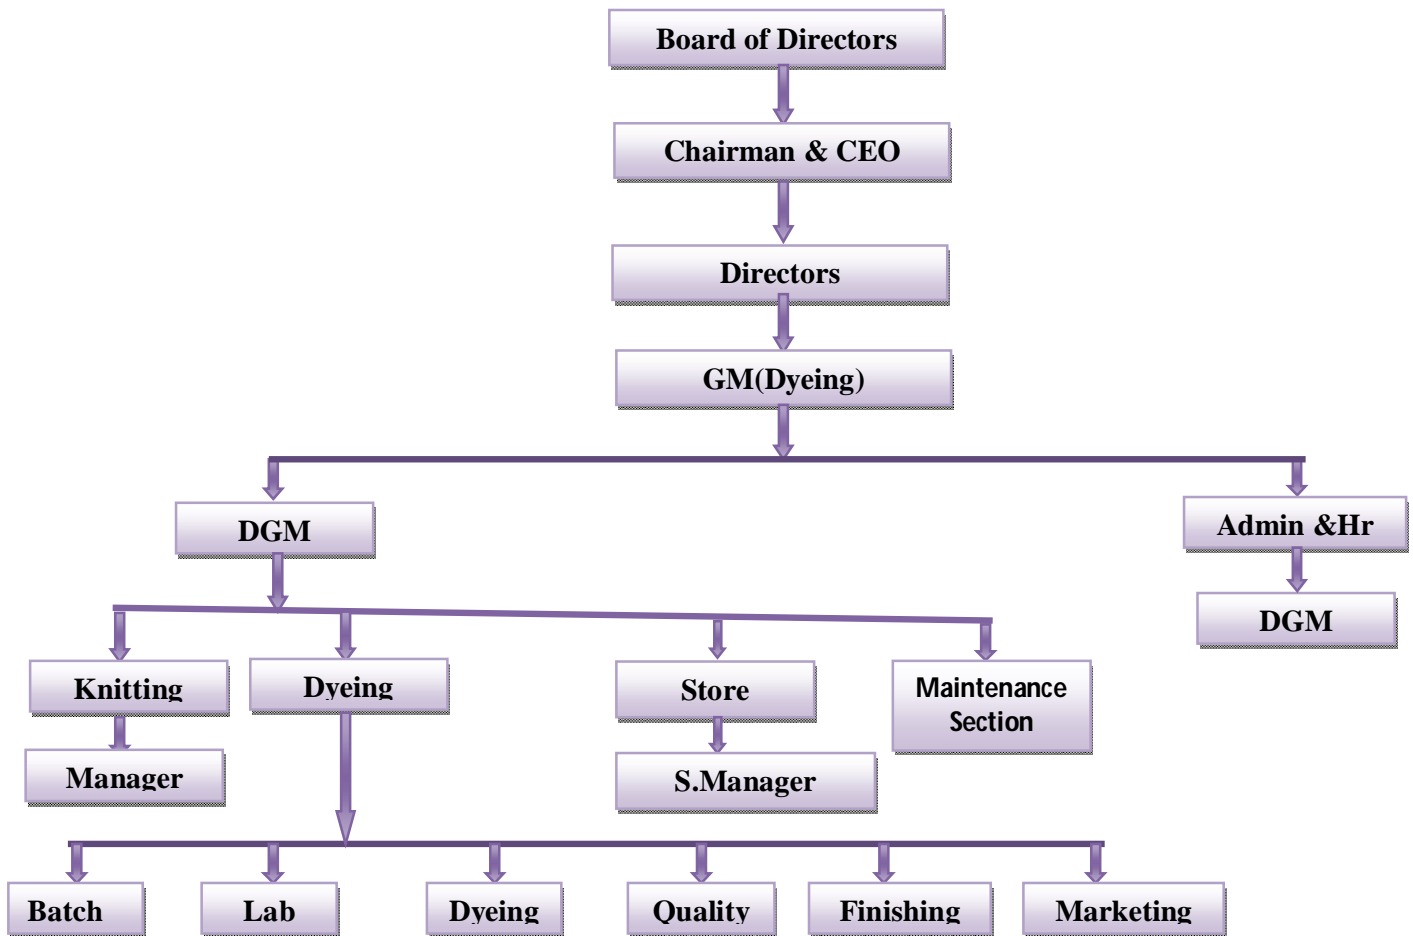 Board of Directors
Chairman & CEO
Directors
GM(Dyeing)
DGM
Admin &Hr
DGM
Knitting
Dyeing
Store
Maintenance
Section
Manager
S.Manager
Batch
Lab
Dyeing
Quality
Finishing
Marketing